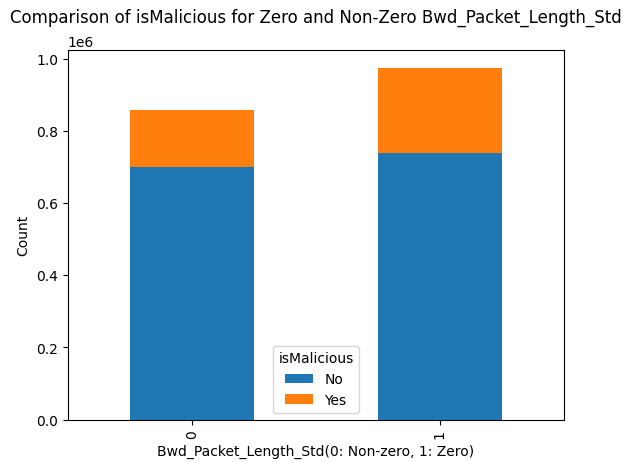 Comparison of isMalicious for Zero and Non-Zero Bwd_Packet_Length_Std
1e6
1.0
0.8
0.6
0.4
0.2
0.0
Count
isMalicious
No
Yes
0
1
Bwd_Packet_Length_Std(0: Non-zero, 1: Zero)